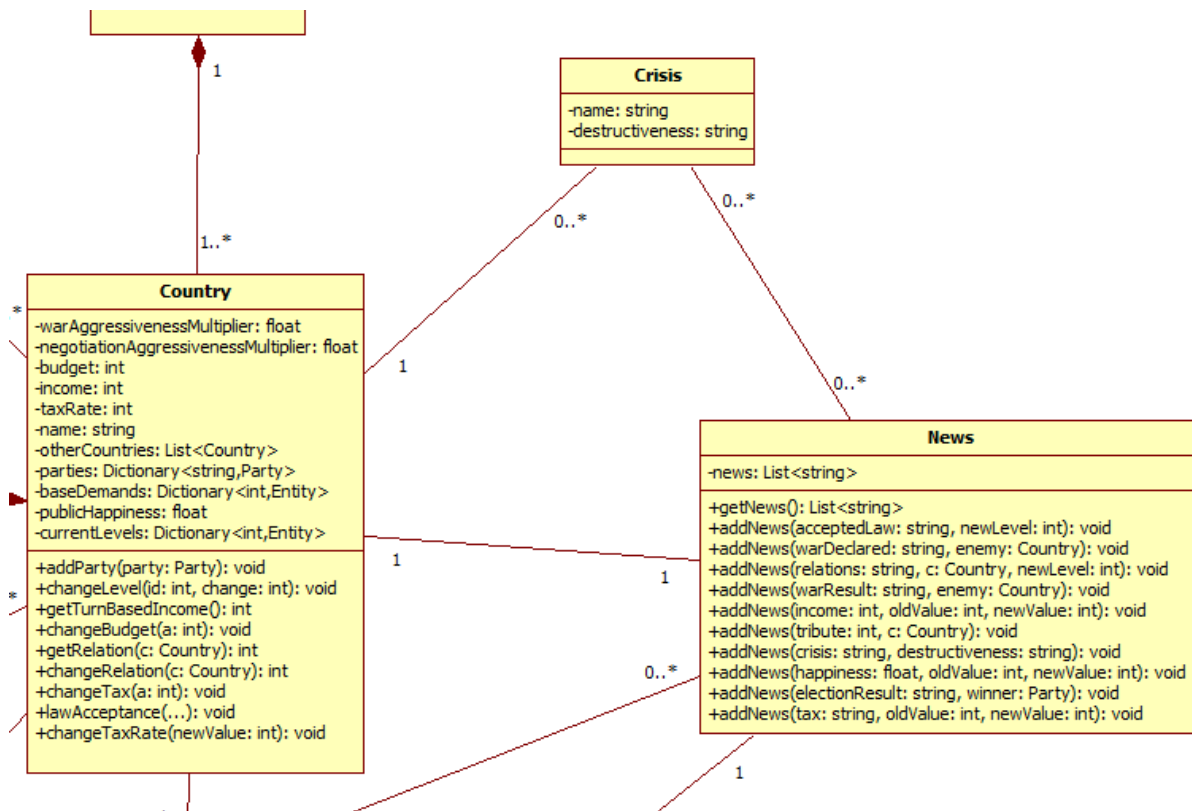 1
Crisis
-name: string
-destructiveness: string
0..*
0..*
1..*
Country
*
-warAggressivenessMultiplier: float
-negotiationAggressivenessMultiplier: float
-budget: int
-income: int
-taxRate: int
-name: string
-otherCountries: List<Country>
-parties: Dictionary<string,Party>
-baseDemands: Dictionary<int,Entity>
-publicHappiness: float
-currentLevels: Dictionary<int,Entity>
+addParty(party: Party): void
+changeLevel(id: int, change: int): void
*
+getTurnBasedIncome(): int
+changeBudget(a: int): void
+getRelation(c: Country): int
+changeRelation(c: Country): int
+changeTax(a: int): void
+lawAcceptance(...): void
+changeTaxRate(newValue: int): void
1
0..*
News
-news: List<string>
+getNews(): List<string>
+addNews(acceptedLaw: string, newLevel: int): void
+addNews(warDeclared: string, enemy: Country): void
+addNews(relations: string, c: Country, newLevel: int): void
+addNews(warResult: string, enemy: Country): void
+addNews(income: int, oldValue: int, newValue: int): void
+addNews(tribute: int, c: Country): void
+addNews(crisis: string, destructiveness: string): void
+addNews(happiness: float, oldValue: int, newValue: int): void
+addNews(electionResult: string, winner: Party): void
+addNews(tax: string, oldValue: int, newValue: int): void
1
1
0..*
1